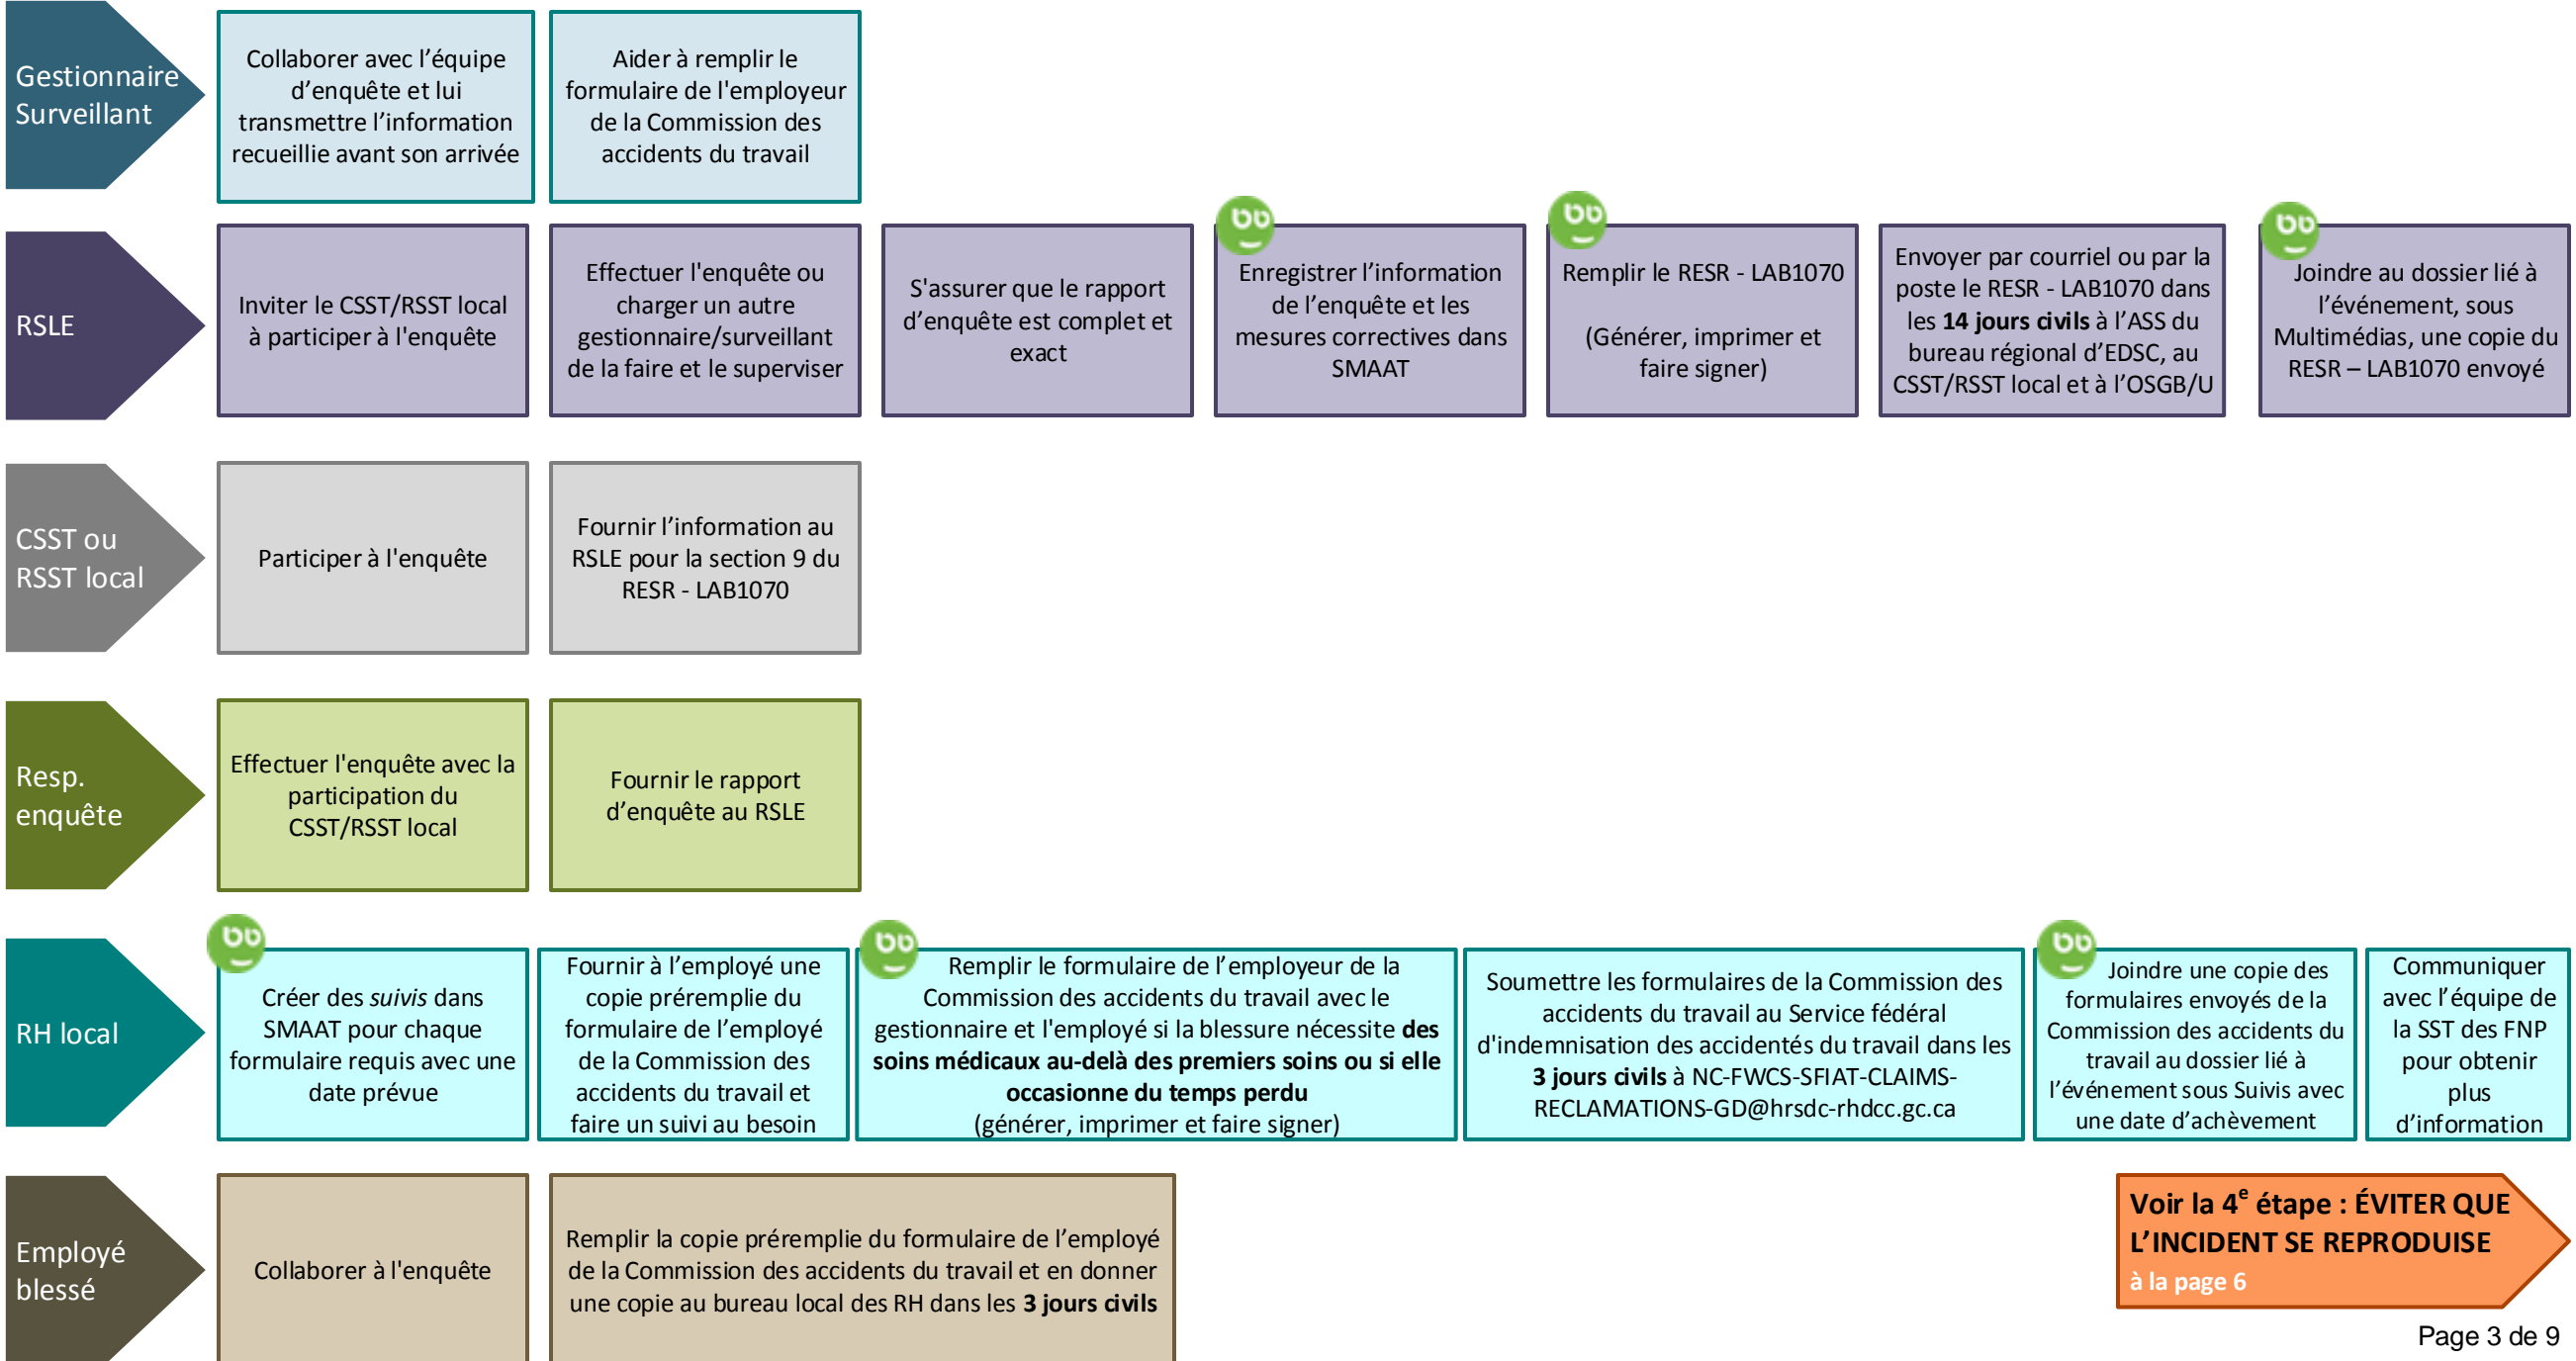 Gestionnaire
Surveillant
Collaborer avec l’équipe
d’enquête et lui
transmettre l’information
recueillie avant son arrivée
Aider à remplir le
formulaire de l'employeur
de la Commission des
accidents du travail
RSLE
Inviter le CSST/RSST local
à participer à l'enquête
Effectuer l'enquête ou
charger un autre
gestionnaire/surveillant
de la faire et le superviser
S'assurer que le rapport
d’enquête est complet et
exact
Enregistrer l’information
de l’enquête et les
mesures correctives dans
SMAAT
Remplir le RESR - LAB1070
(Générer, imprimer et
faire signer)
Envoyer par courriel ou par la
poste le RESR - LAB1070 dans
les 14 jours civils à l’ASS du
bureau régional d’EDSC, au
CSST/RSST local et à l’OSGB/U
Joindre au dossier lié à
l’événement, sous
Multimédias, une copie du
RESR – LAB1070 envoyé
CSST ou
RSST local
Participer à l'enquête
Fournir l’information au
RSLE pour la section 9 du
RESR - LAB1070
Resp.
enquête
Effectuer l'enquête avec la
participation du
CSST/RSST local
Fournir le rapport
d’enquête au RSLE
RH local
Créer des suivis dans
SMAAT pour chaque
formulaire requis avec une
date prévue
Fournir à l’employé une
copie préremplie du
formulaire de l’employé
de la Commission des
accidents du travail et
faire un suivi au besoin
Remplir le formulaire de l’employeur de la
Commission des accidents du travail avec le
gestionnaire et l'employé si la blessure nécessite des
soins médicaux au-delà des premiers soins ou si elle
occasionne du temps perdu
(générer, imprimer et faire signer)
Soumettre les formulaires de la Commission des
accidents du travail au Service fédéral
d'indemnisation des accidentés du travail dans les
3 jours civils à NC-FWCS-SFIAT-CLAIMS-
RECLAMATIONS-GD@hrsdc-rhdcc.gc.ca
Joindre une copie des
formulaires envoyés de la
Commission des accidents du
travail au dossier lié à
l’événement sous Suivis avec
une date d’achèvement
Communiquer
avec l’équipe de
la SST des FNP
pour obtenir
plus
d’information
Employé
blessé
Collaborer à l'enquête
Remplir la copie préremplie du formulaire de l’employé
de la Commission des accidents du travail et en donner
une copie au bureau local des RH dans les 3 jours civils
Voir la 4e étape : ÉVITER QUE
L’INCIDENT SE REPRODUISE
à la page 6
Page 3 de 9